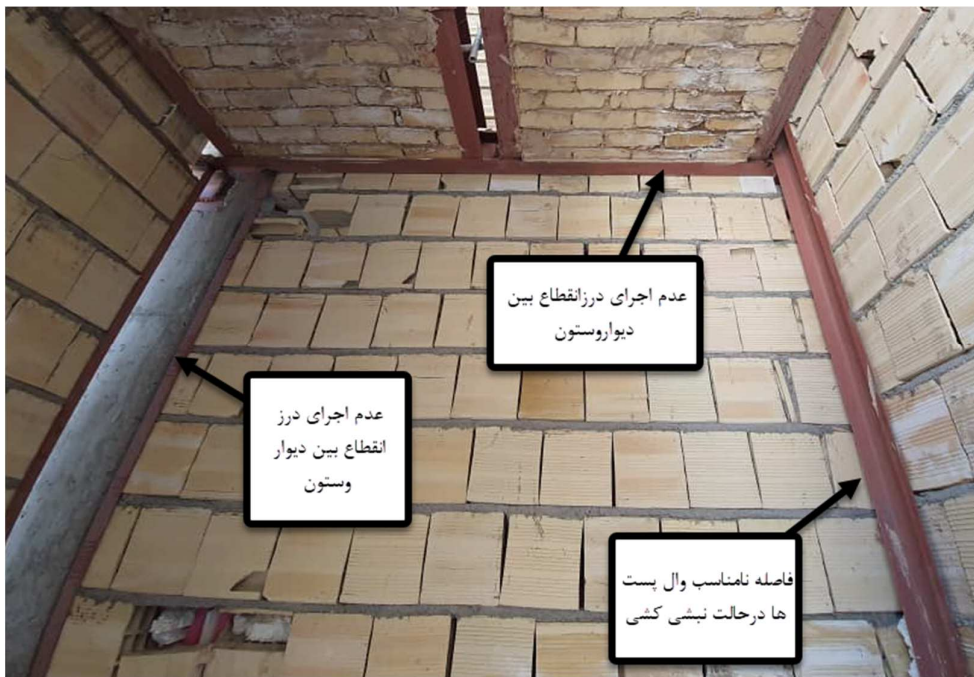 عدم اجرای درزانقطاع بین
دیواروستون
عدم اجرای درز
انقطاع بین دیوار
وستون
فاصله نامناسب وال پست
ها درحالت نبشی کشی